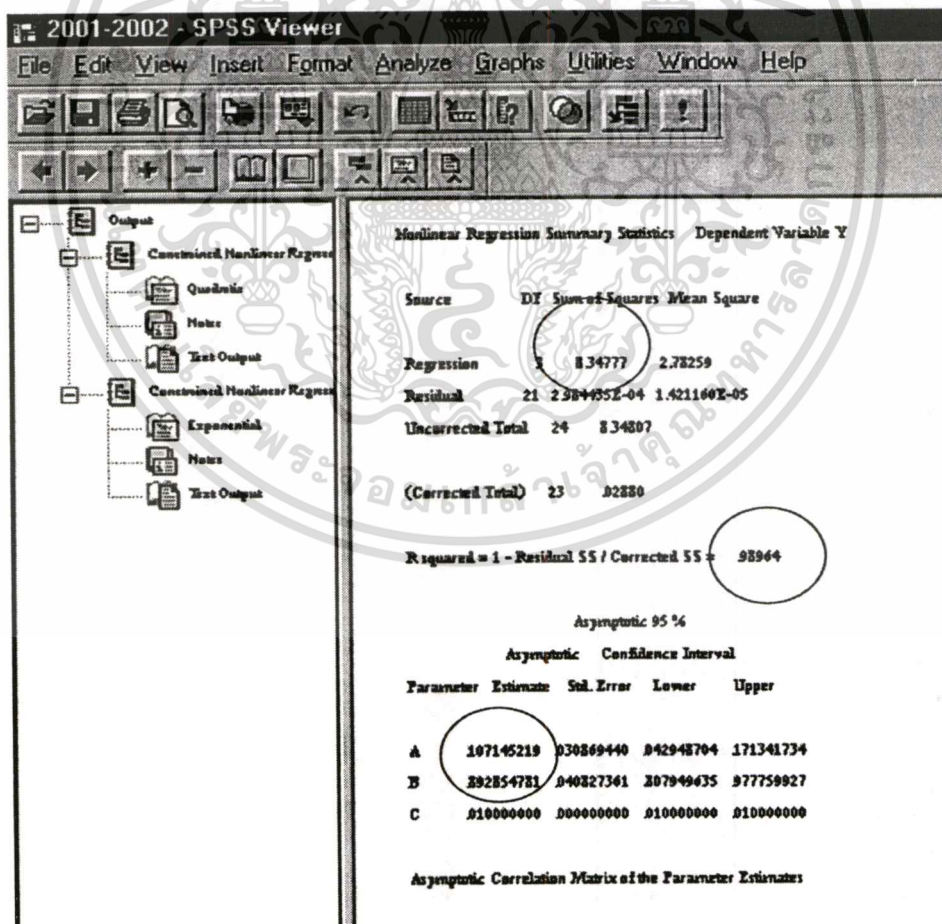 2001-2002 - SPSS Viewer
File Edit View Insert Format Analyze Graphs Utilities Window Help
Output
Constrained Nonlinear Regress
Quadratic
Notes
Text Output
Constrained Nonlinear Regress
Exponential
Notes
Text Output
Nonlinear Regression Summary Statistics Dependent Variable Y
Source DF Sum of Squares Mean Square
Regression 3 8.34777 2.78259
Residual 21 2.984435E-04 1.421160E-05
Uncorrected Total 24 8.34807
(Corrected Total) 23 .02880
R squared = 1 - Residual SS / Corrected SS = .98964
Asymptotic 95 %
Asymptotic Confidence Interval
Parameter Estimate Std. Error Lower Upper
A .107145219 .030869440 .042948704 .171341734
B .892854781 .040827361 .807949635 .977759927
C .010000000 .000000000 .010000000 .010000000
Asymptotic Correlation Matrix of the Parameter Estimates